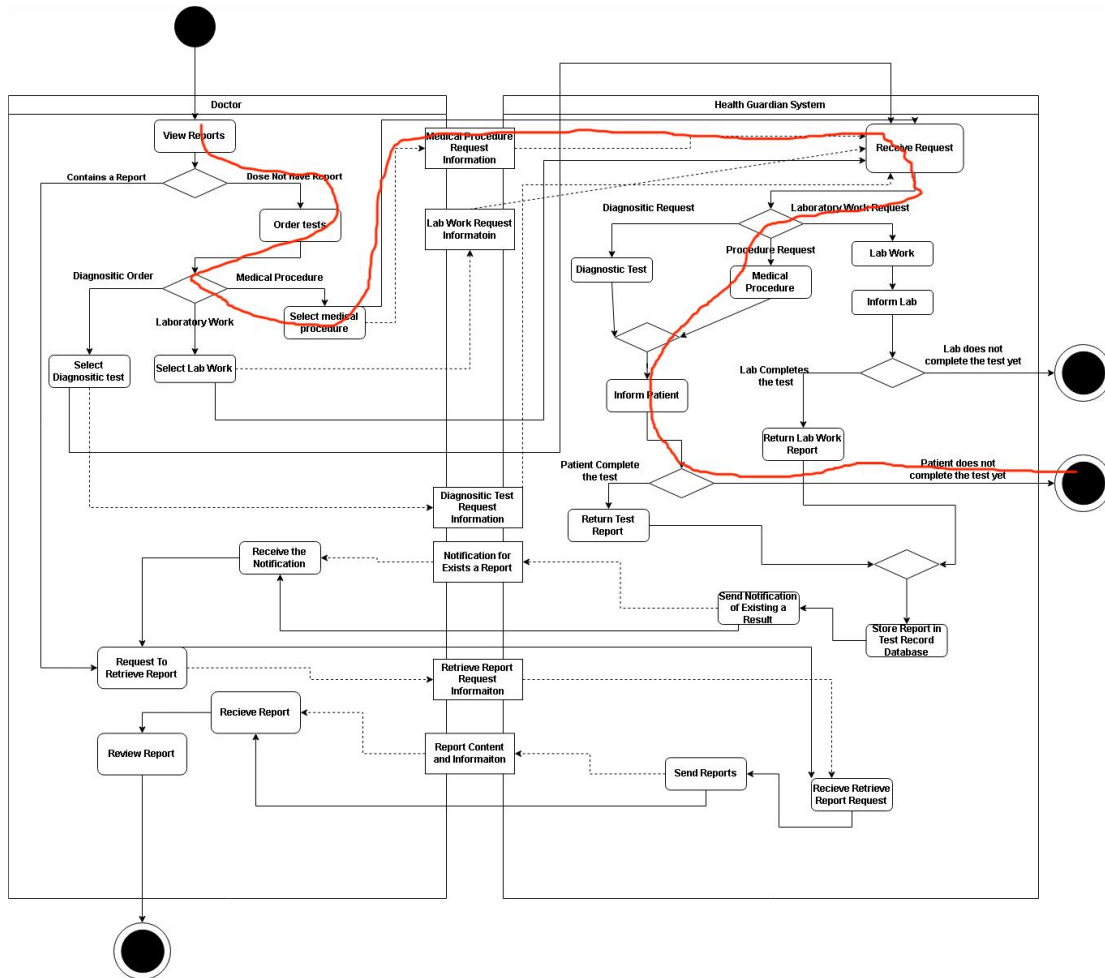 Doctor
Health Guardian System
View Reports
Medical Procedure
Request
Information
Receive Request
Contains a Report
Dose Not have Report
Order tests
Lab Work Request
Informatoin
Diagnositic Request
Laboratory Work Request
Procedure Request
Lab Work
Diagnostic Test
Medical
Procedure
Diagnositic Order
Medical Procedure
Inform Lab
Select medical
procedure
Laboratory Work
Select
Diagnositic test
Select Lab Work
Lab does not
complete the test yet
Lab Completes
the test
Inform Patient
Return Lab Work
Report
Patient Complete
the test
Patient does not
complete the test yet
Diagnositic Test
Request
Information
Return Test
Report
Receive the
Notification
Notification for
Exists a Report
Send Notification
of Existing a
Result
Store Report in
Test Record
Database
Request To
Retrieve Report
Retrieve Report
Request
Informaiton
Recieve Report
Review Report
Report Content
and Informaiton
Send Reports
Recieve Retrieve
Report Request